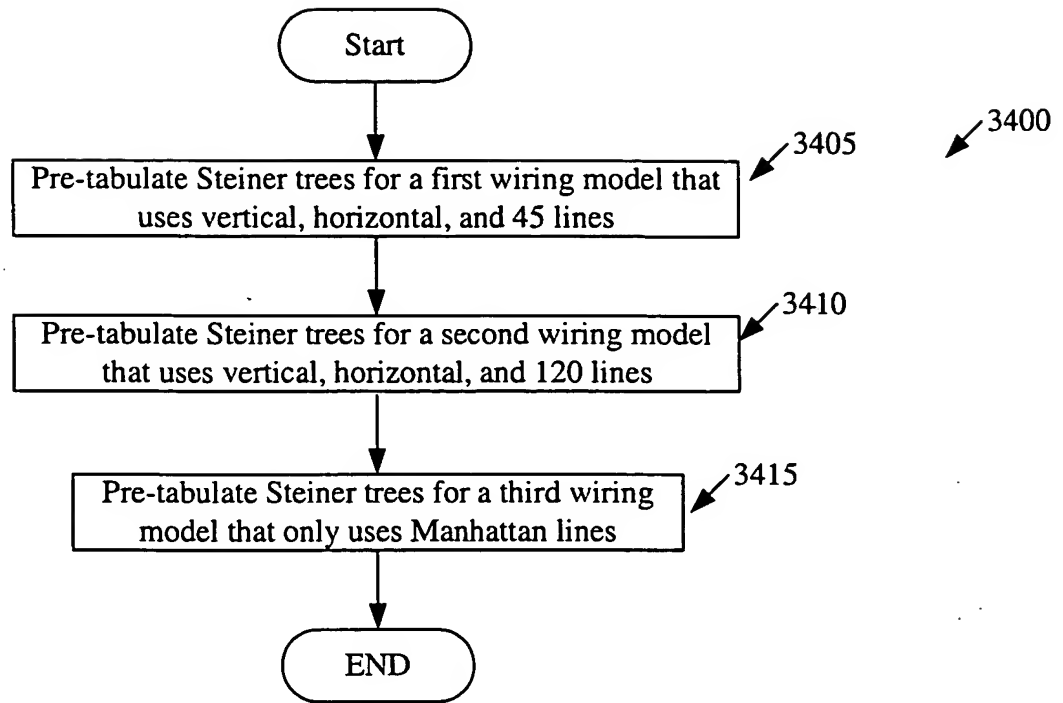 Start
3400
3405
Pre-tabulate Steiner trees for a first wiring model that
uses vertical, horizontal, and 45 lines
3410
Pre-tabulate Steiner trees for a second wiring model
that uses vertical, horizontal, and 120 lines
3415
Pre-tabulate Steiner trees for a third wiring
model that only uses Manhattan lines
END